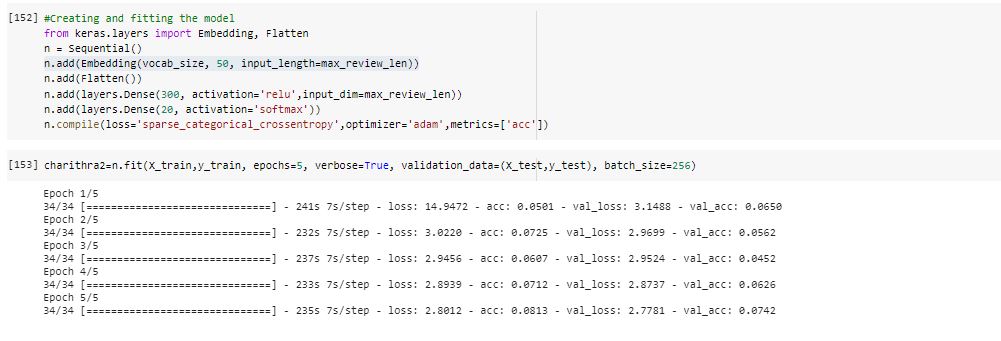 [152] #Creating and fitting the model
from keras.layers import Embedding, Flatten
n = Sequential()
n.add(Embedding(vocab_size, 50, input_length=max_review_len))
n.add(Flatten())
n.add(layers.Dense(300, activation='relu',input_dim=max_review_len))
n.add(layers.Dense(20, activation='softmax'))
n.compile(loss='sparse_categorical_crossentropy',optimizer='adam',metrics=['acc'])
[153] charithra2=n.fit(X_train,y_train, epochs=5, verbose=True, validation_data=(X_test,y_test), batch_size=256)
Epoch 1/5
34/34 [==============================] - 241s 7s/step - loss: 14.9472 - acc: 0.0501 - val_loss: 3.1488 - val_acc: 0.0650
Epoch 2/5
34/34 [==============================] - 232s 7s/step - loss: 3.0220 - acc: 0.0725 - val_loss: 2.9699 - val_acc: 0.0562
Epoch 3/5
34/34 [==============================] - 237s 7s/step - loss: 2.9456 - acc: 0.0607 - val_loss: 2.9524 - val_acc: 0.0452
Epoch 4/5
34/34 [==============================] - 233s 7s/step - loss: 2.8939 - acc: 0.0712 - val_loss: 2.8737 - val_acc: 0.0626
Epoch 5/5
34/34 [==============================] - 235s 7s/step - loss: 2.8012 - acc: 0.0813 - val_loss: 2.7781 - val_acc: 0.0742